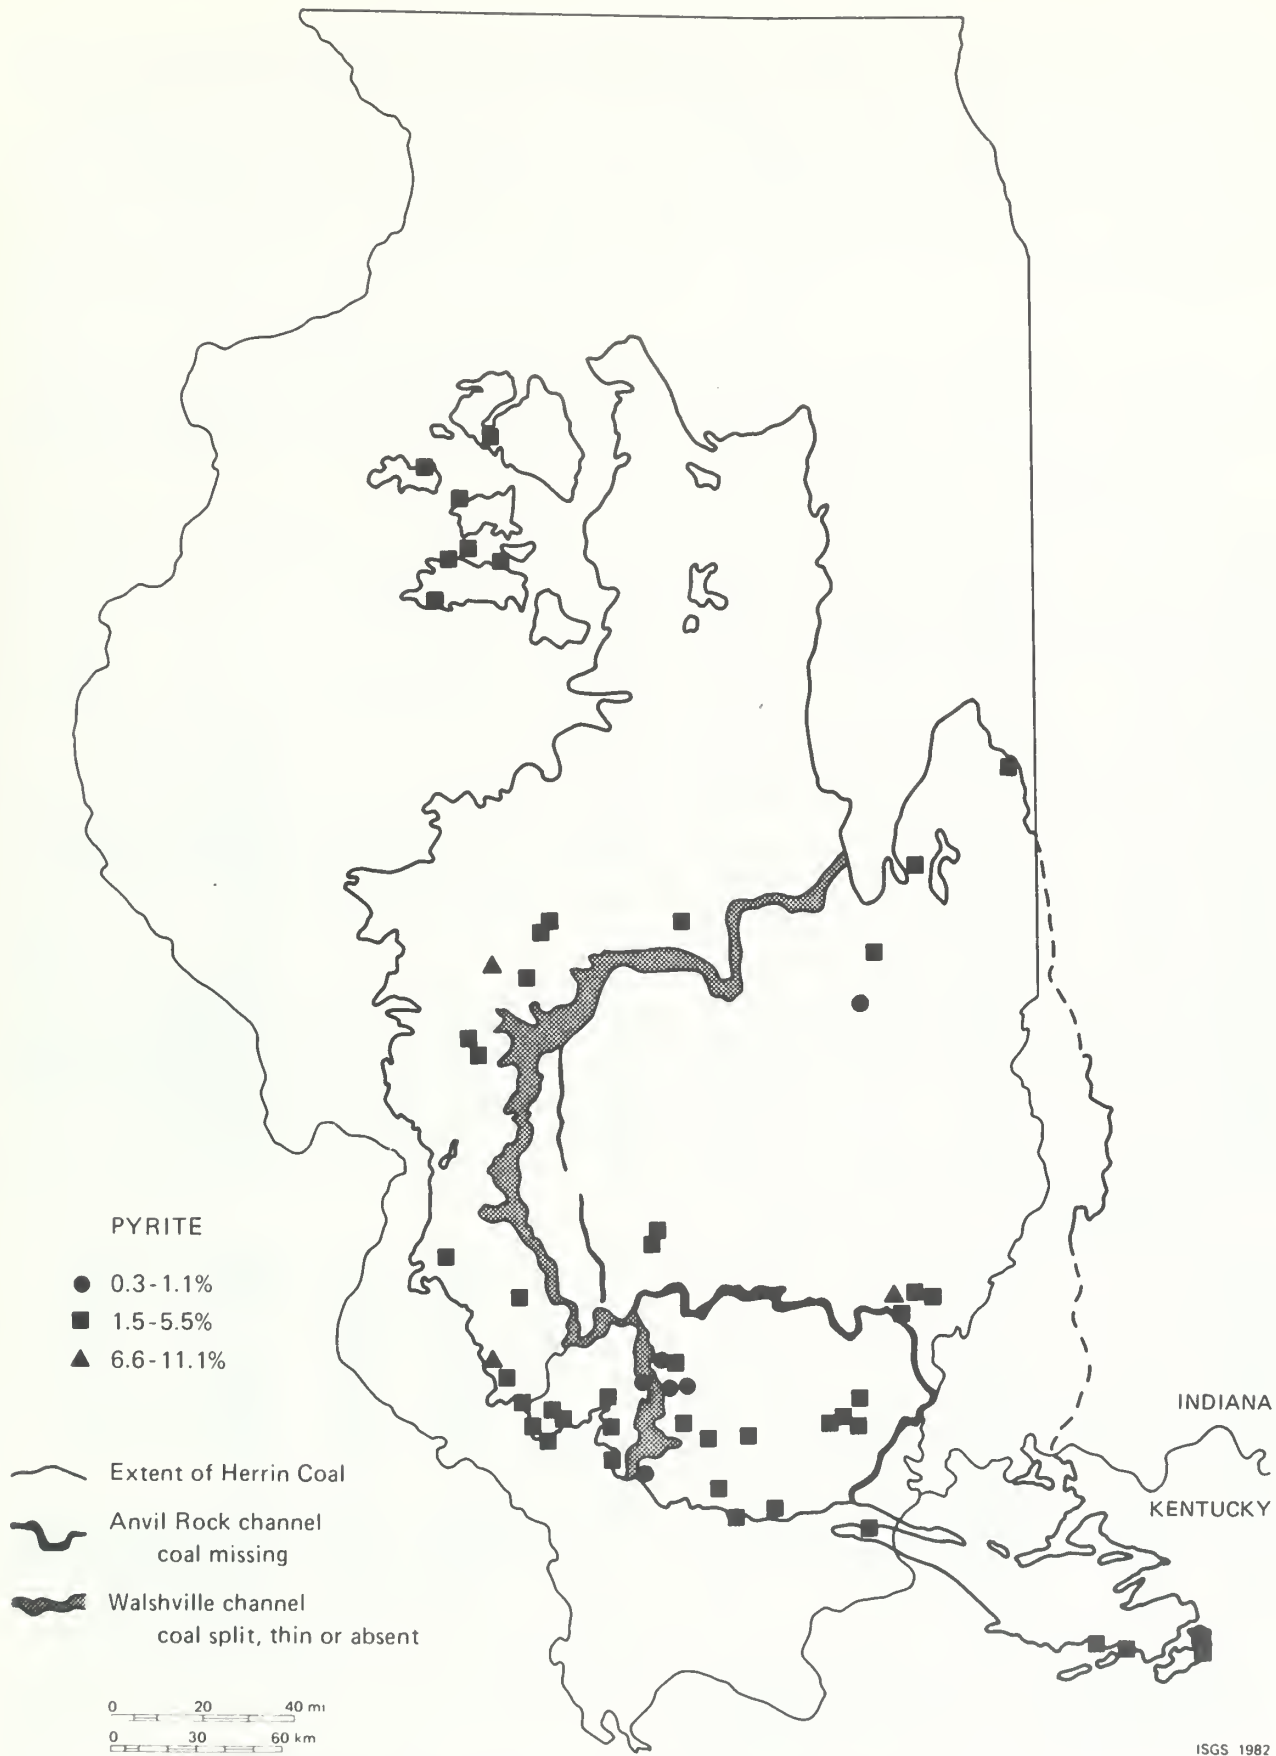 PYRITE
0.3-1.1%
1.5-5.5%
6.6-11.1%
INDIANA
KENTUCKY
Extent of Herrin Coal
Anvil Rock channel
coal missing
Walshville channel
coal split, thin or absent
0 20 40 mi
0 30 60 km
ISGS 1982